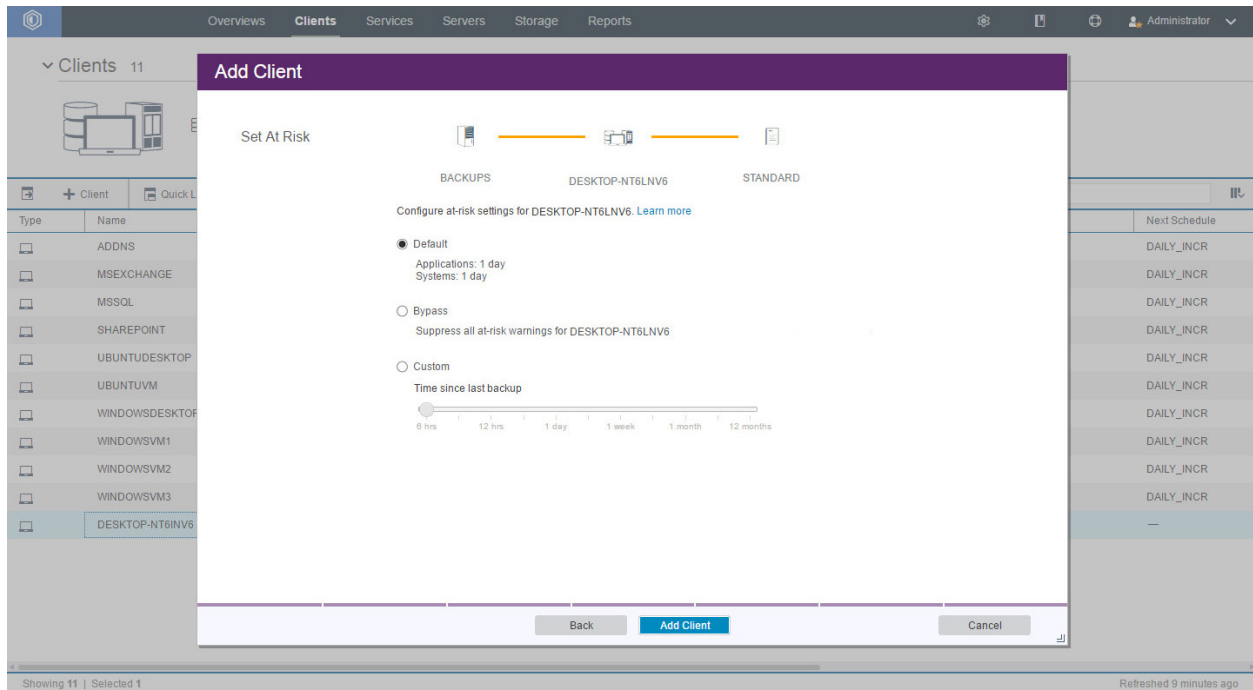 Overviews Clients Services Servers Storage Reports Administrator
Clients 11
Add Client
Set At Risk
BACKUPS DESKTOP-NT6LNV6 STANDARD
Configure at-risk settings for DESKTOP-NT6LNV6. Learn more
Default
Applications: 1 day
Systems: 1 day
Bypass
Suppress all at-risk warnings for DESKTOP-NT6LNV6
Custom
Time since last backup
6 hrs 12 hrs 1 day 1 week 1 month 12 months
Back Add Client Cancel
+ Client Quick L
Type Name Next Schedule
ADDNS DAILY_INCR
MSEXCHANGE DAILY_INCR
MSSQL DAILY_INCR
SHAREPOINT DAILY_INCR
UBUNTUDESKTOP DAILY_INCR
UBUNTUVM DAILY_INCR
WINDOWSDESKTOP DAILY_INCR
WINDOWSVM1 DAILY_INCR
WINDOWSVM2 DAILY_INCR
WINDOWSVM3 DAILY_INCR
DESKTOP-NT6INV6 —
Showing 11 | Selected 1 Refreshed 9 minutes ago